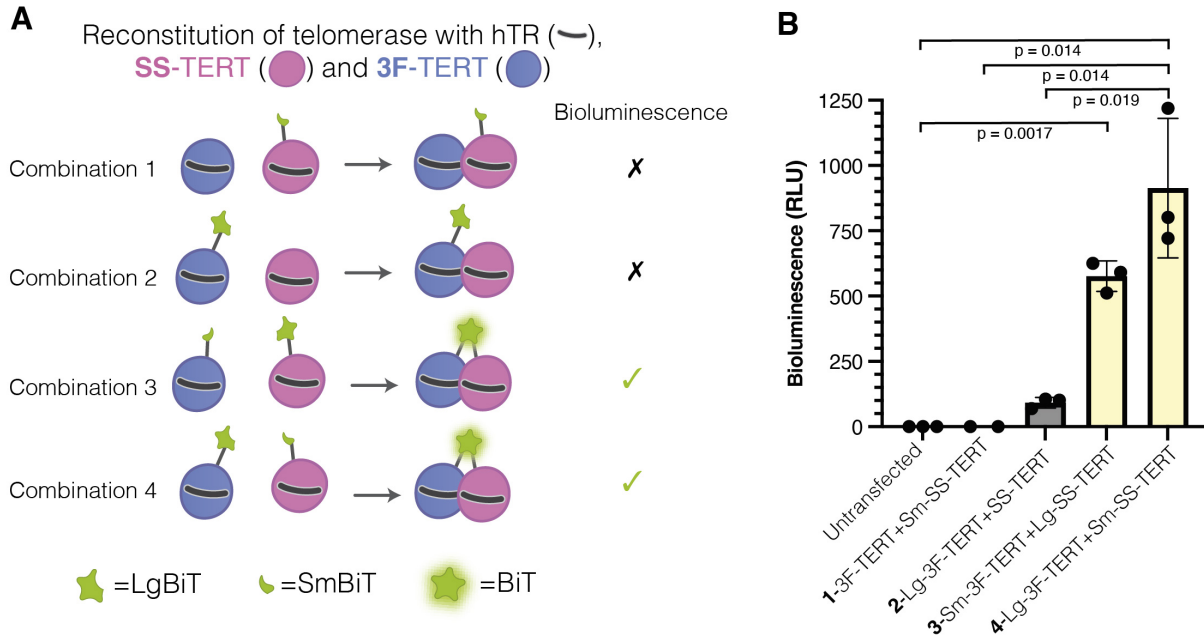 A
Reconstitution of telomerase with hTR ( ),
SS-TERT ( ) and 3F-TERT ( )
Bioluminescence
Combination 1
✗
Combination 2
✗
Combination 3
✓
Combination 4
✓
=LgBiT
=SmBiT
=BiT
B
p = 0.014
p = 0.014
p = 0.019
p = 0.0017
Bioluminescence (RLU)
1250
1000
750
500
250
0
Untransfected
1-3F-TERT+Sm-SS-TERT
2-Lg-3F-TERT+SS-TERT
3-Sm-3F-TERT+Lg-SS-TERT
4-Lg-3F-TERT+Sm-SS-TERT